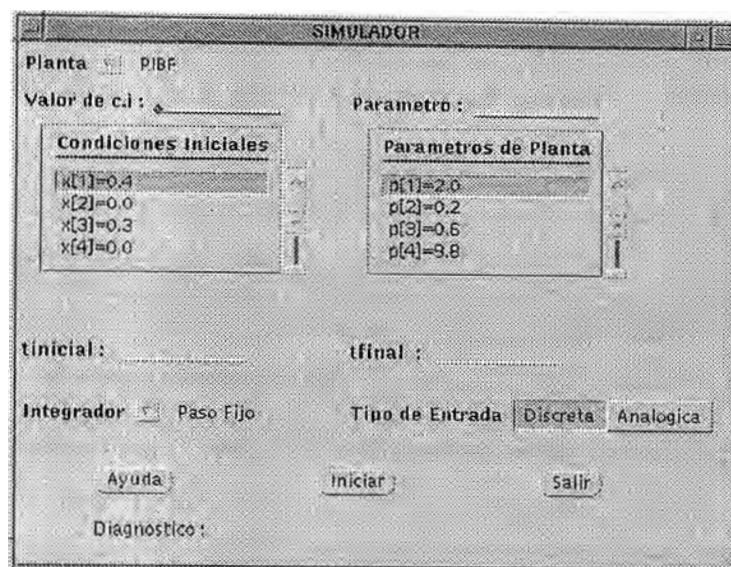 SIMULADOR
Planta PJBF
Valor de c.i : Parametro :
Condiciones Iniciales Parametros de Planta
x[1]=0.4 p[1]=2.0
x[2]=0.0 p[2]=0.2
x[3]=0.3 p[3]=0.6
x[4]=0.0 p[4]=9.8
tinicial : tfinal :
Integrador Paso Fijo Tipo de Entrada Discreta Analogica
Ayuda Iniciar Salir
Diagnostico :